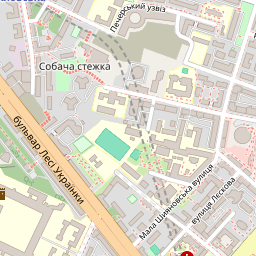 Печерський узвіз
Собача стежка
бульвар Лесі Українки
Мала Шияновська вулиця
вулиця Лєскова